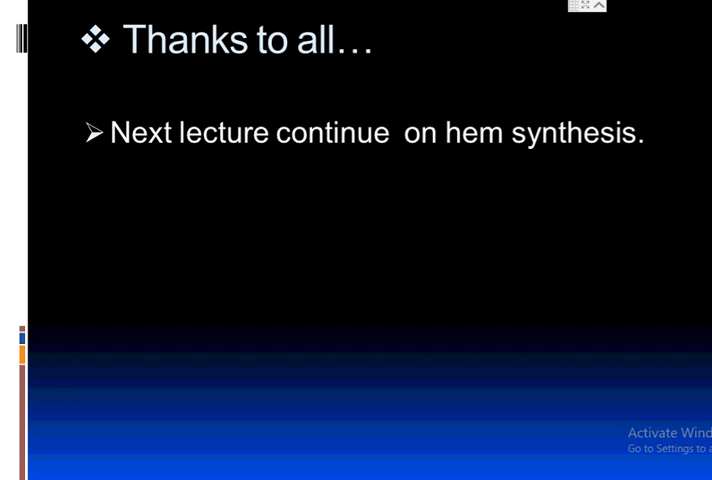 Thanks to all…
Next lecture continue on hem synthesis.
Activate Wind
Go to Settings to a